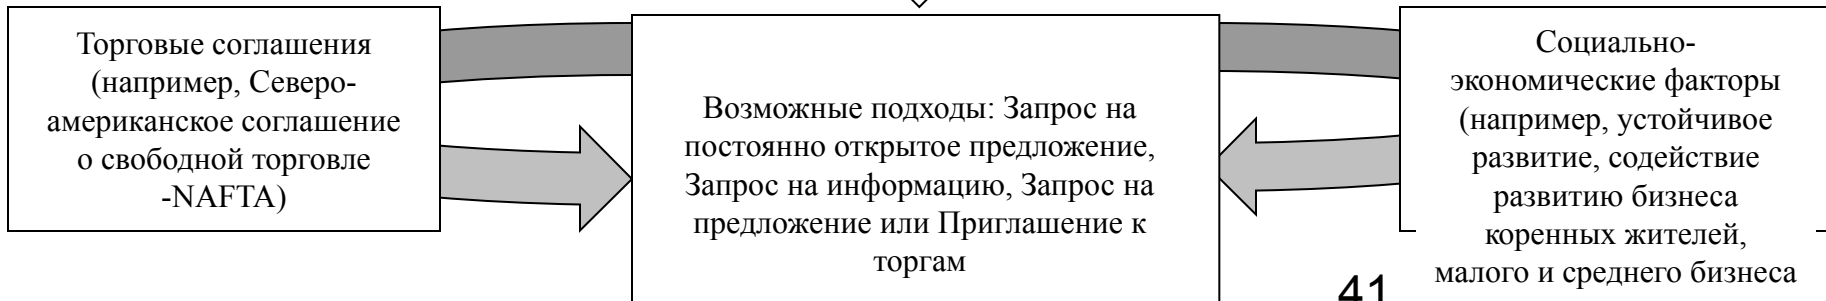 Торговые соглашения
(например, Северо-
американское соглашение
о свободной торговле
-NAFTA)
Возможные подходы: Запрос на
постоянно открытое предложение,
Запрос на информацию, Запрос на
предложение или Приглашение к
торгам
Социально-
экономические факторы
(например, устойчивое
развитие, содействие
развитию бизнеса
коренных жителей,
малого и среднего бизнеса
41